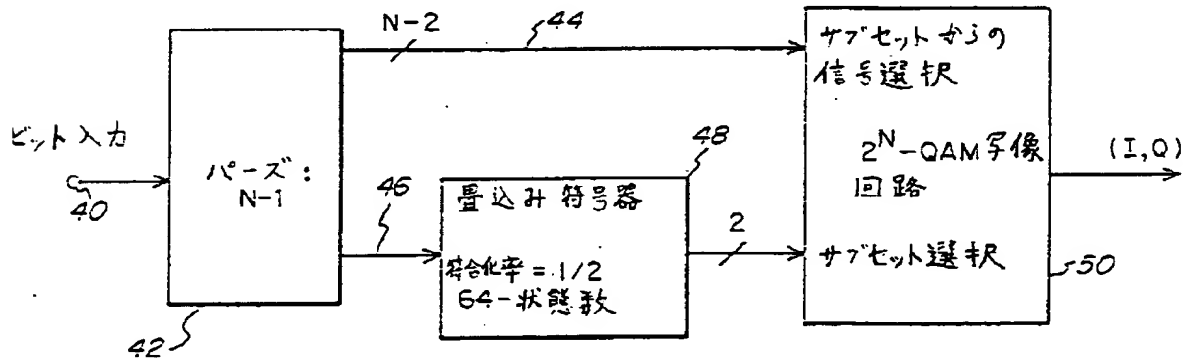 ビット入力
40
パーズ:
N-1
42
N-2
44
46
畳込み符号器
符合化率=1/2
64-状態数
48
2
サブセットからの
信号選択
2^N-QAM写像
回路
サブセット選択
50
(I,Q)